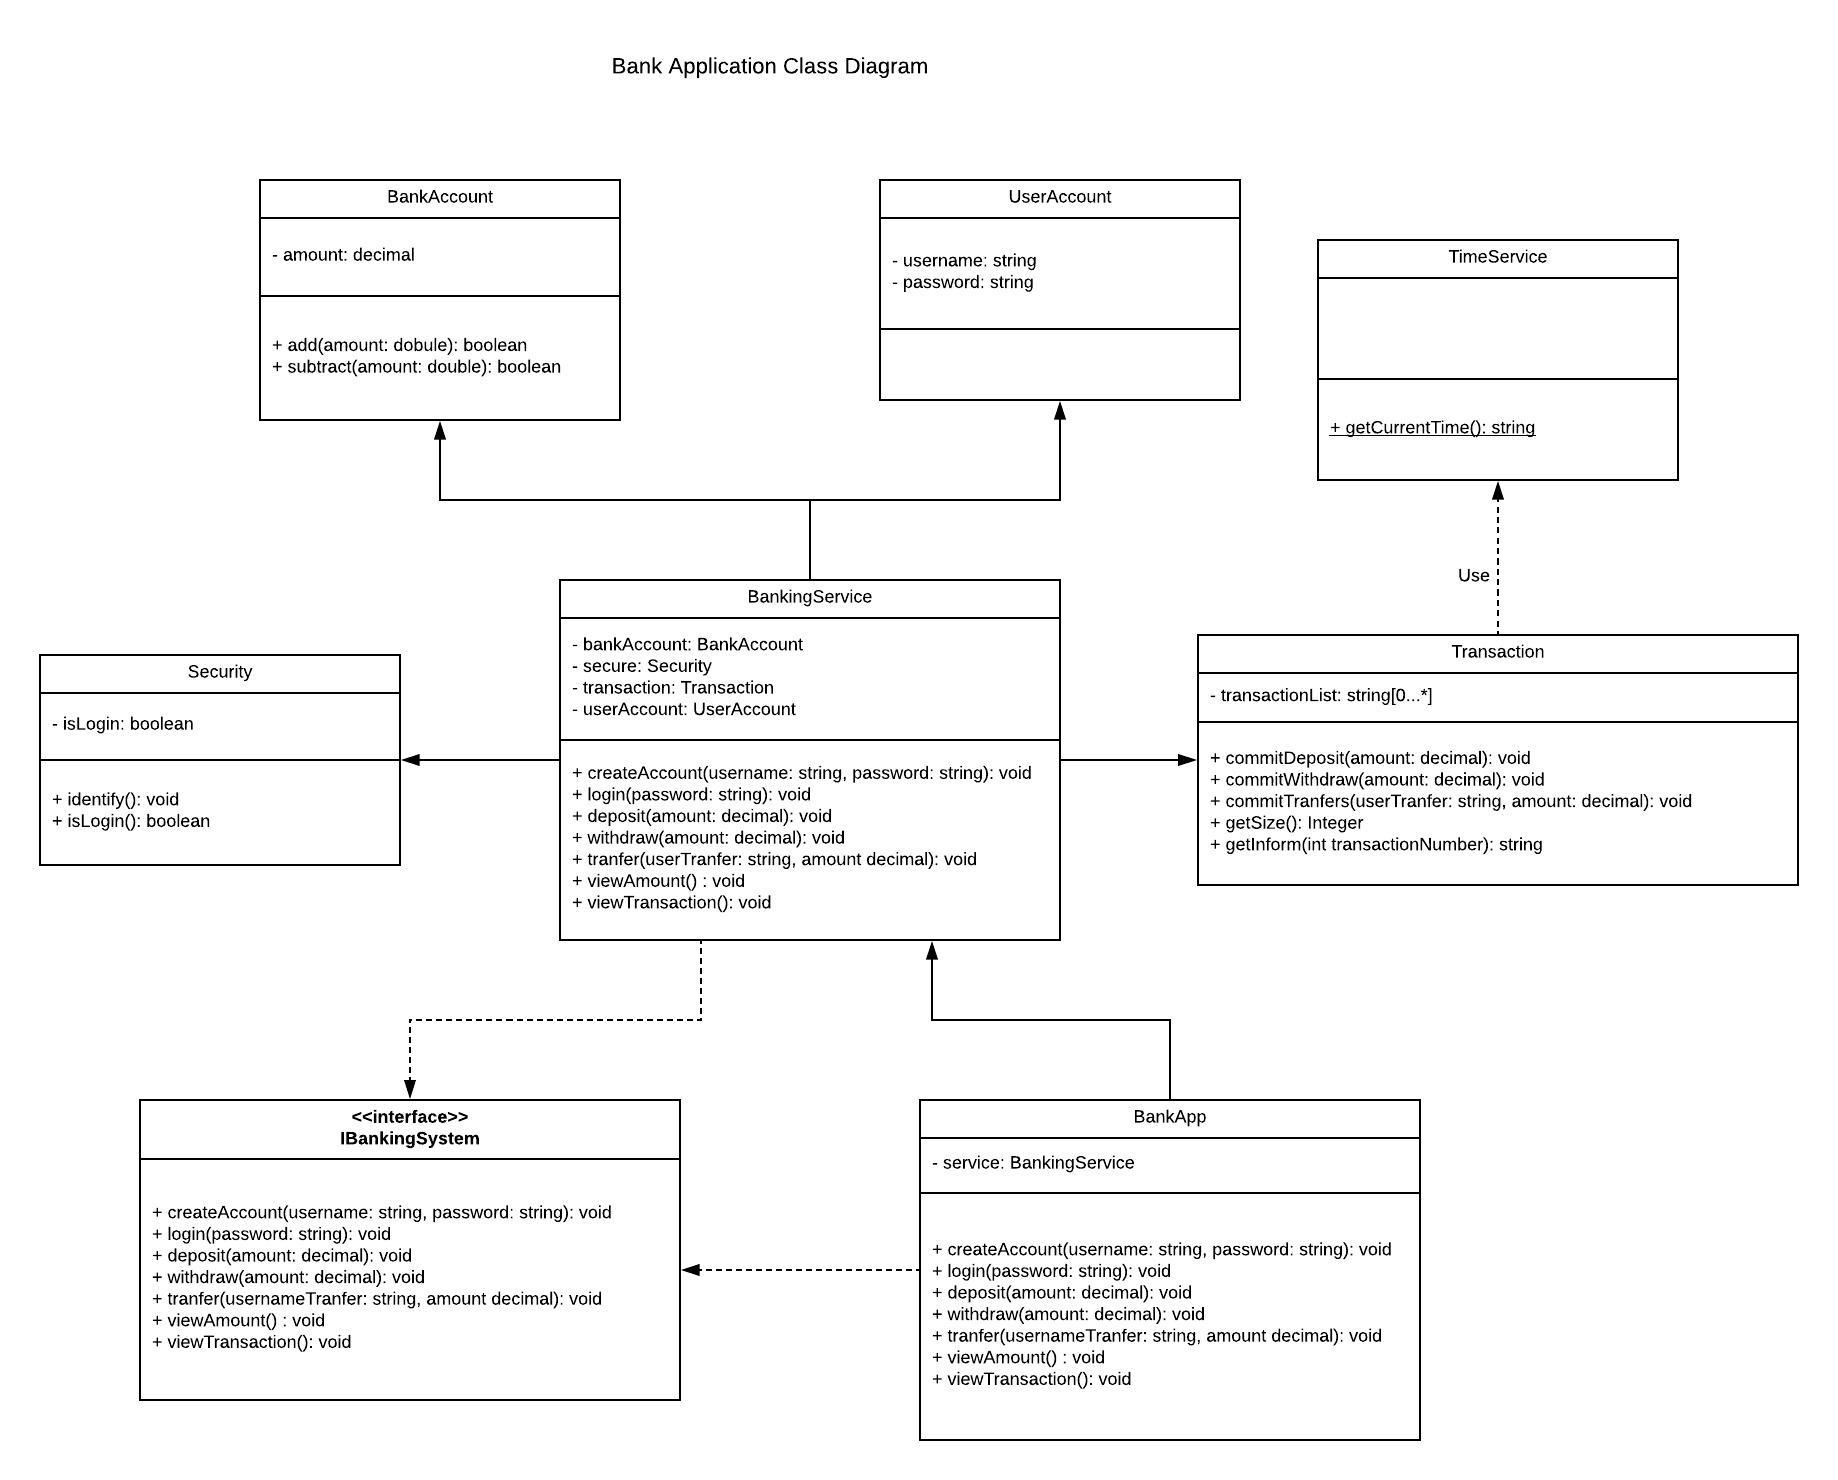 Bank Application Class Diagram
BankAccount
- amount: decimal
+ add(amount: dobule): boolean
+ subtract(amount: double): boolean
UserAccount
- username: string
- password: string
TimeService
+ getCurrentTime(): string
Use
BankingService
- bankAccount: BankAccount
- secure: Security
- transaction: Transaction
- userAccount: UserAccount
+ createAccount(username: string, password: string): void
+ login(password: string): void
+ deposit(amount: decimal): void
+ withdraw(amount: decimal): void
+ tranfer(userTranfer: string, amount decimal): void
+ viewAmount() : void
+ viewTransaction(): void
Security
- isLogin: boolean
+ identify(): void
+ isLogin(): boolean
Transaction
- transactionList: string[0...*]
+ commitDeposit(amount: decimal): void
+ commitWithdraw(amount: decimal): void
+ commitTranfers(userTranfer: string, amount: decimal): void
+ getSize(): Integer
+ getInform(int transactionNumber): string
<<interface>>
IBankingSystem
+ createAccount(username: string, password: string): void
+ login(password: string): void
+ deposit(amount: decimal): void
+ withdraw(amount: decimal): void
+ tranfer(usernameTranfer: string, amount decimal): void
+ viewAmount() : void
+ viewTransaction(): void
BankApp
- service: BankingService
+ createAccount(username: string, password: string): void
+ login(password: string): void
+ deposit(amount: decimal): void
+ withdraw(amount: decimal): void
+ tranfer(usernameTranfer: string, amount decimal): void
+ viewAmount() : void
+ viewTransaction(): void